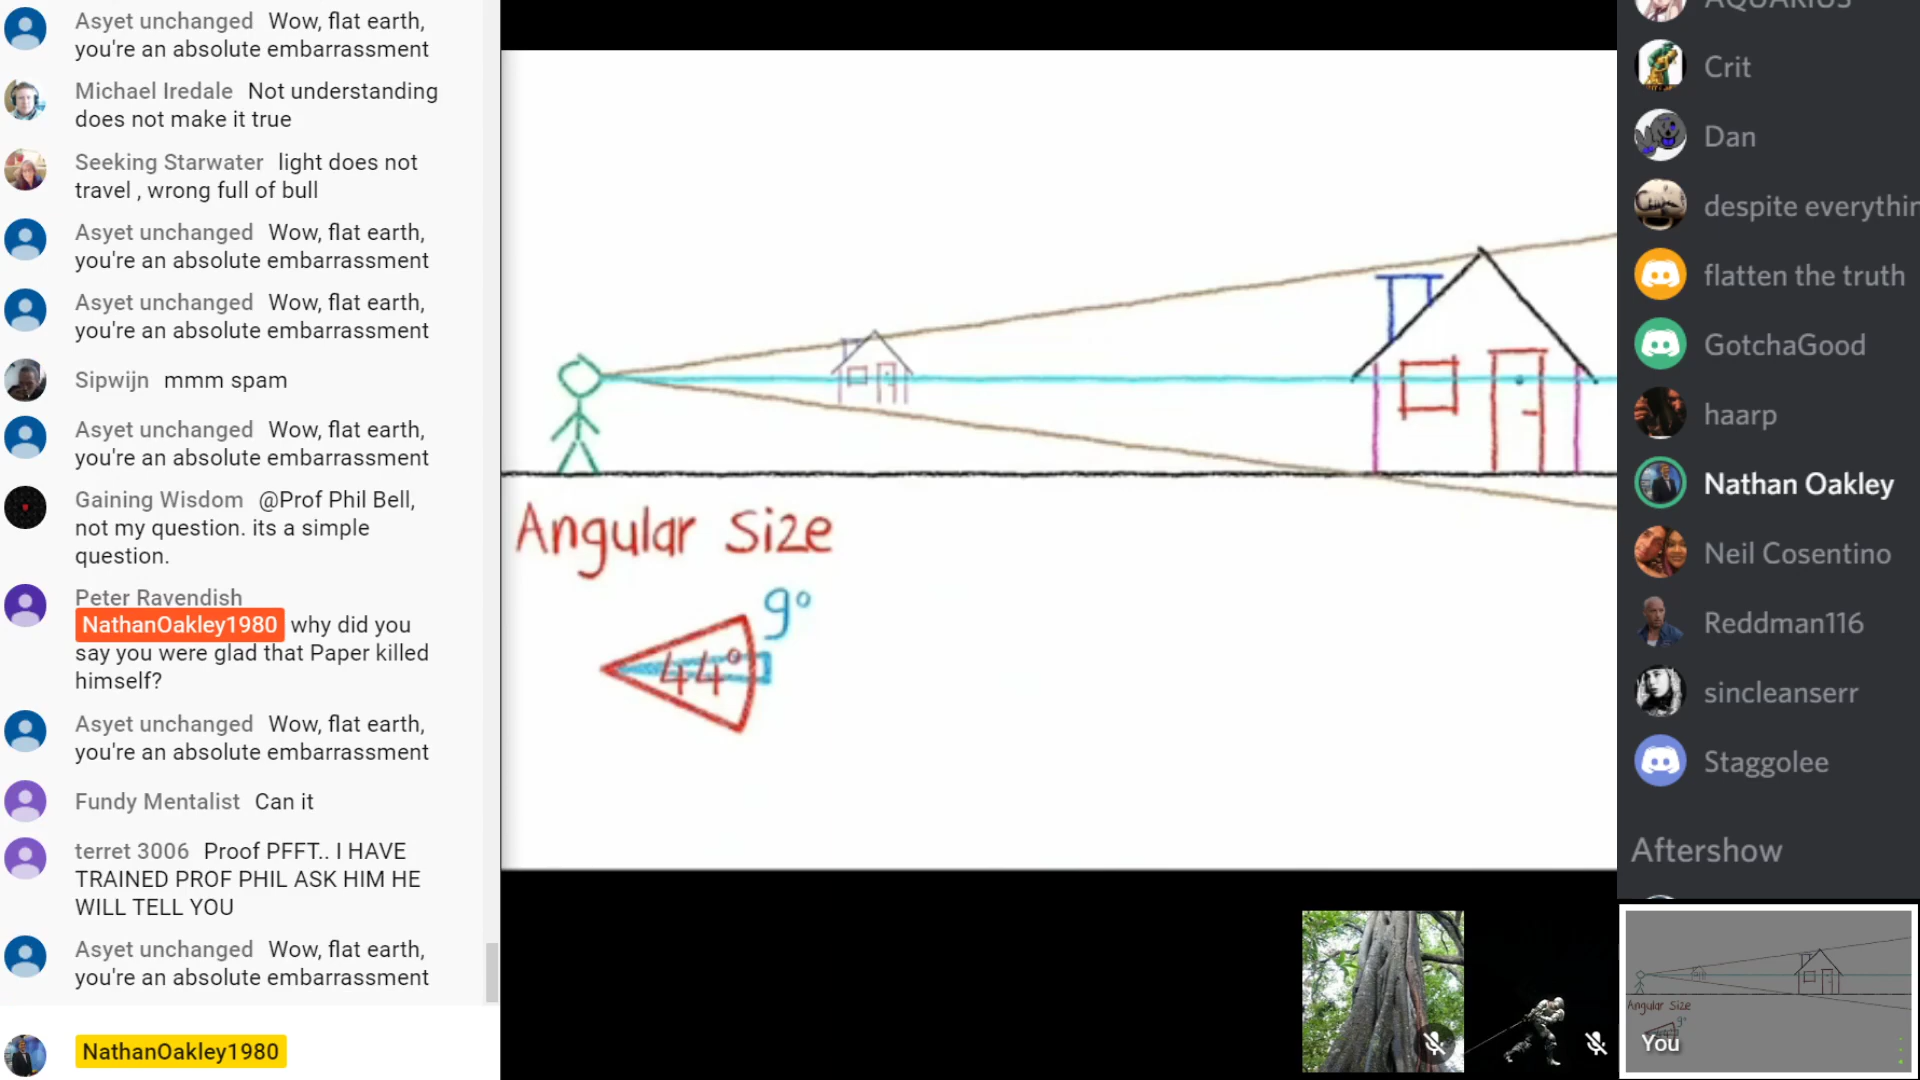 Asyet unchanged Wow, flat earth,
you're an absolute embarrassment
Michael Iredale Not understanding
does not make it true
Seeking Starwater light does not
travel , wrong full of bull
Asyet unchanged Wow, flat earth,
you're an absolute embarrassment
Asyet unchanged Wow, flat earth,
you're an absolute embarrassment
Sipwijn mmm spam
Asyet unchanged Wow, flat earth,
you're an absolute embarrassment
Gaining Wisdom @Prof Phil Bell,
not my question. its a simple
question.
Peter Ravendish
NathanOakley1980 why did you
say you were glad that Paper killed
himself?
Asyet unchanged Wow, flat earth,
you're an absolute embarrassment
Fundy Mentalist Can it
terret 3006 Proof PFFT.. I HAVE
TRAINED PROF PHIL ASK HIM HE
WILL TELL YOU
Asyet unchanged Wow, flat earth,
you're an absolute embarrassment
NathanOakley1980
Angular Size
9°
44°
AQUARIUS
Crit
Dan
despite everythin
flatten the truth
GotchaGood
haarp
Nathan Oakley
Neil Cosentino
Reddman116
sincleanserr
Staggolee
Aftershow
Angular Size
9°
You